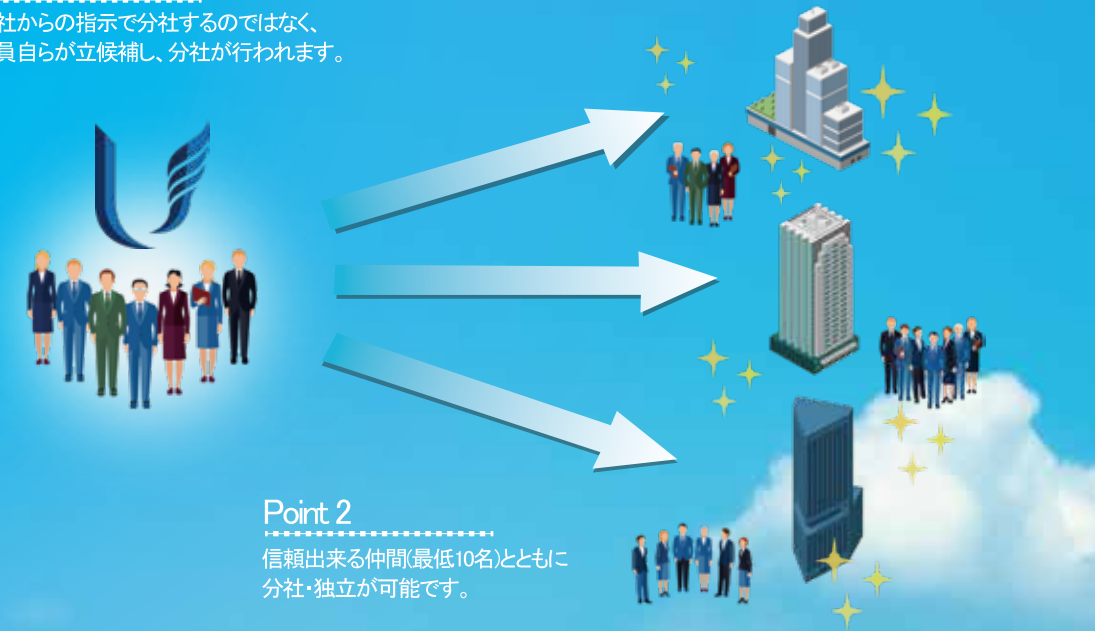 社からの指示で分社するのではなく、
員自らが立候補し、分社が行われます。
Point 2
信頼出来る仲間(最低10名)とともに
分社・独立が可能です。